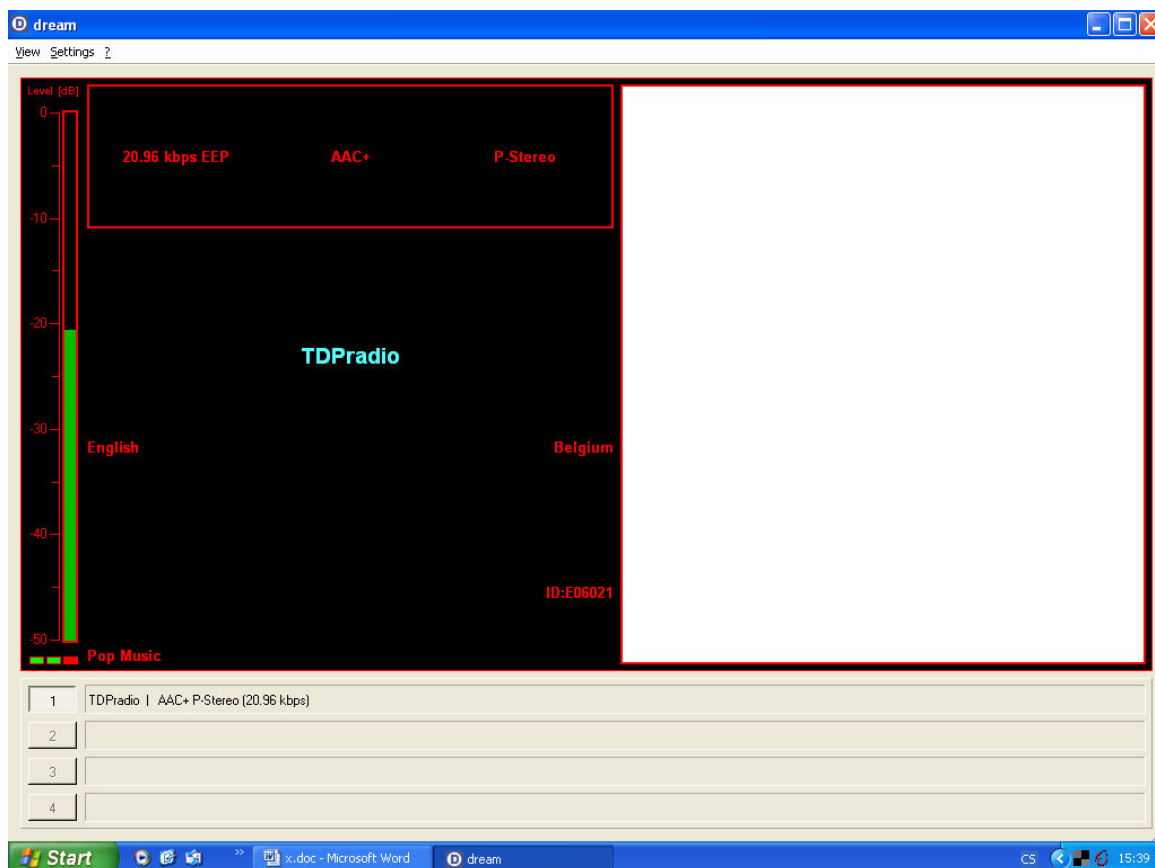 dream
View Settings ?
Level [dB]
0
20.96 kbps EEP AAC+ P-Stereo
-10
-20
TDPradio
-30
English Belgium
-40
ID:E06021
-50
Pop Music
1 TDPradio | AAC+ P-Stereo (20.96 kbps)
2
3
4
Start » x.doc - Microsoft Word dream CS 15:39